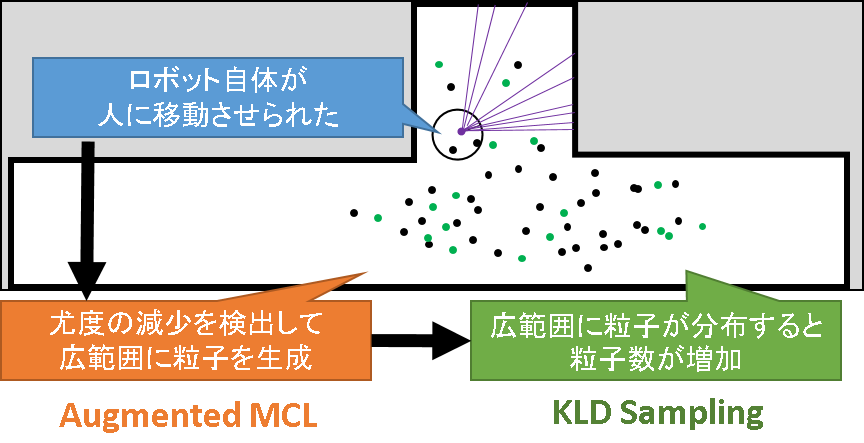 ロボット自体が
人に移動させられた
尤度の減少を検出して
広範囲に粒子を生成
広範囲に粒子が分布すると
粒子数が増加
Augmented MCL
KLD Sampling